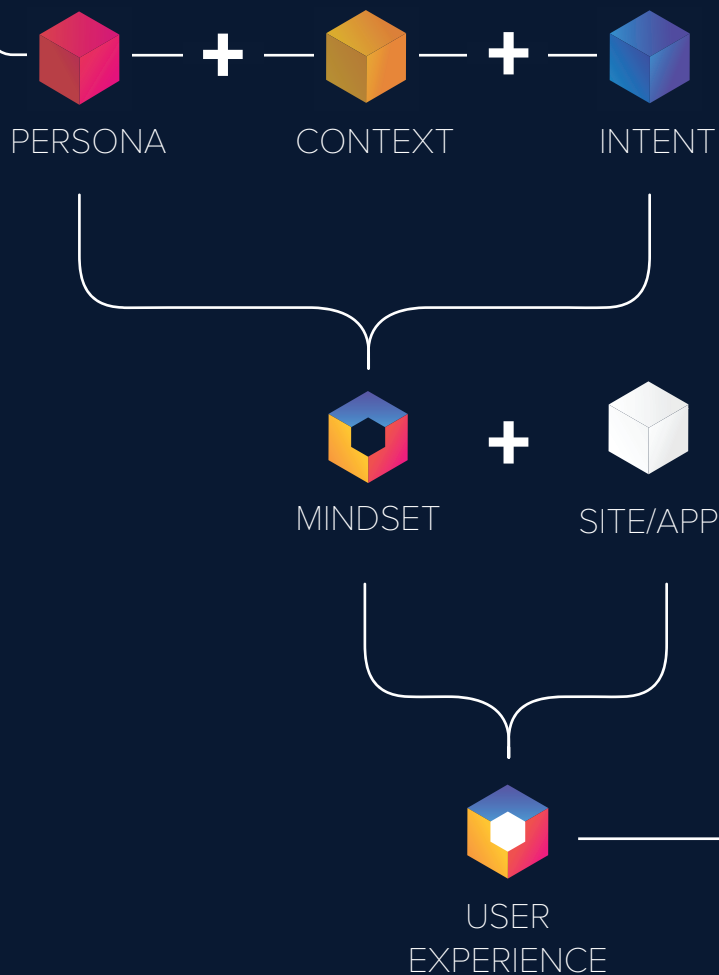 PERSONA + CONTEXT + INTENT
MINDSET + SITE/APP
USER
EXPERIENCE